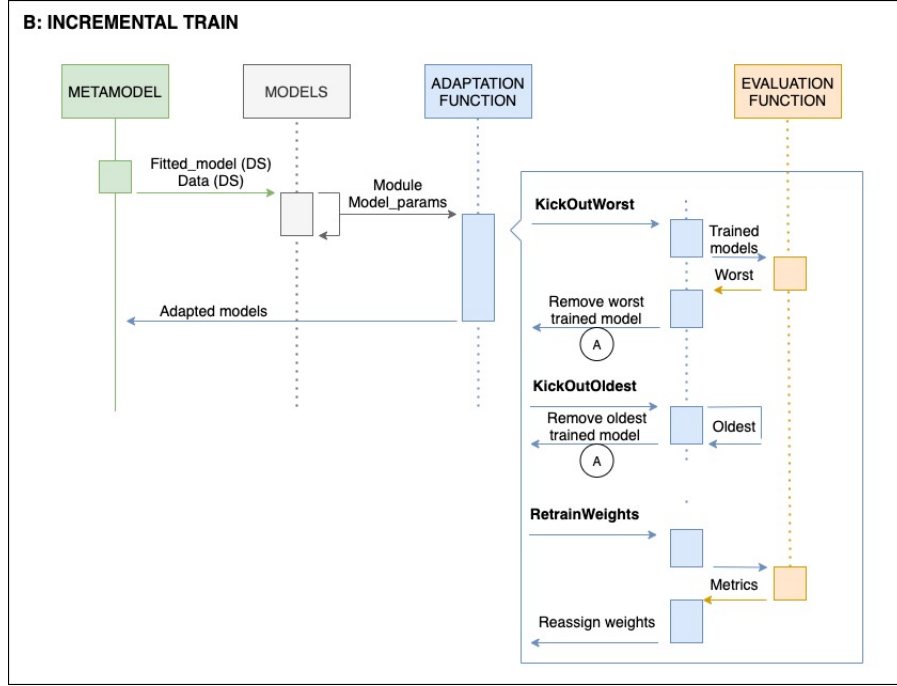 B: INCREMENTAL TRAIN
METAMODEL
MODELS
ADAPTATION
FUNCTION
EVALUATION
FUNCTION
Fitted_model (DS)
Data (DS)
Module
Model_params
Adapted models
KickOutWorst
Trained
models
Worst
Remove worst
trained model
A
KickOutOldest
Remove oldest
trained model
A
Oldest
RetrainWeights
Metrics
Reassign weights